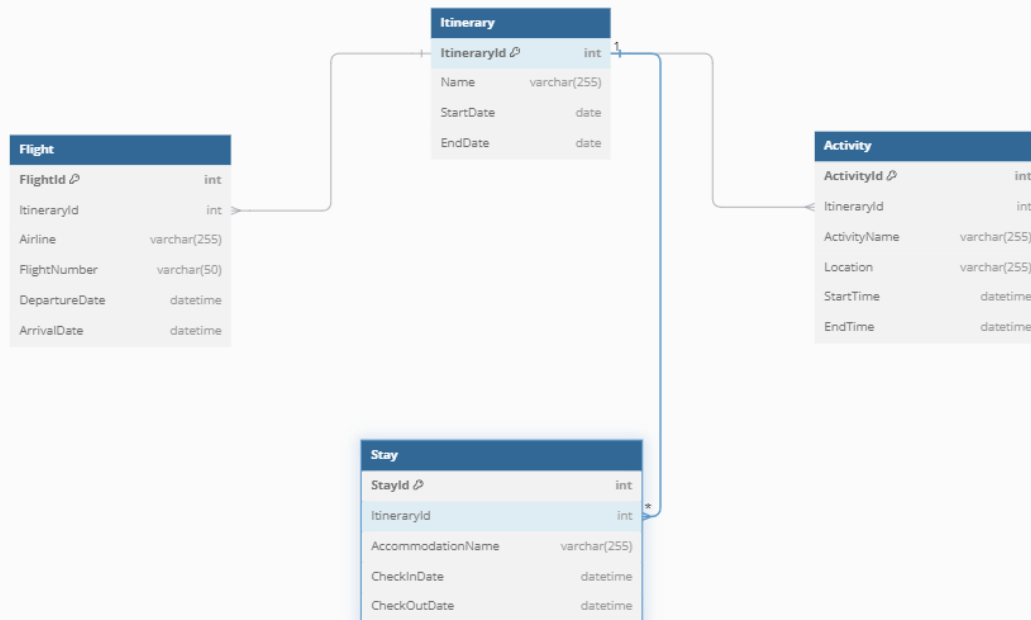 Itinerary
ItineraryId int
Name varchar(255)
StartDate date
EndDate date
1
Flight
FlightId int
ItineraryId int
Airline varchar(255)
FlightNumber varchar(50)
DepartureDate datetime
ArrivalDate datetime
Activity
ActivityId int
ItineraryId int
ActivityName varchar(255)
Location varchar(255)
StartTime datetime
EndTime datetime
Stay
StayId int
ItineraryId int
*
AccommodationName varchar(255)
CheckInDate datetime
CheckOutDate datetime